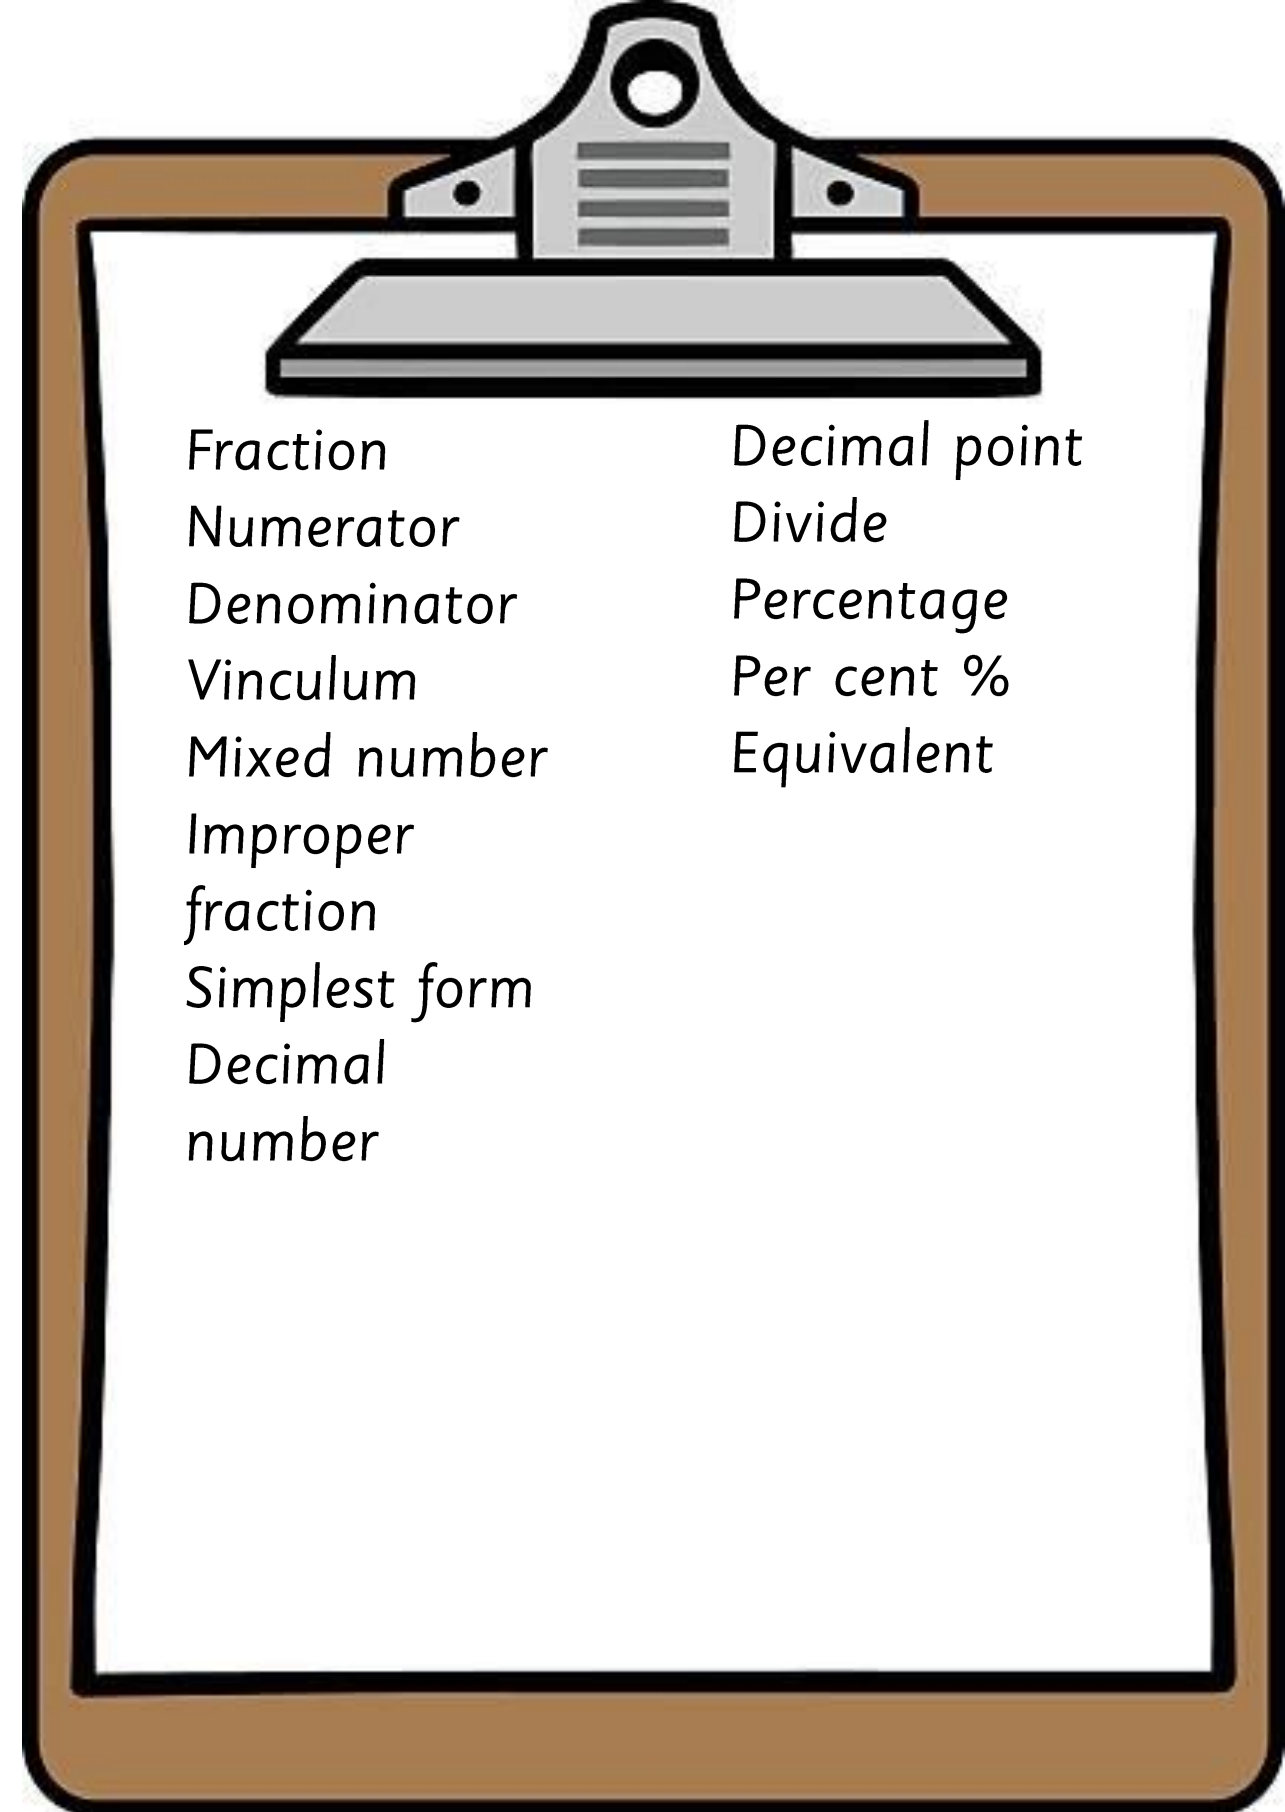 Fraction
Numerator
Denominator
Vinculum
Mixed number
Improper
fraction
Simplest form
Decimal
number
Decimal point
Divide
Percentage
Per cent %
Equivalent